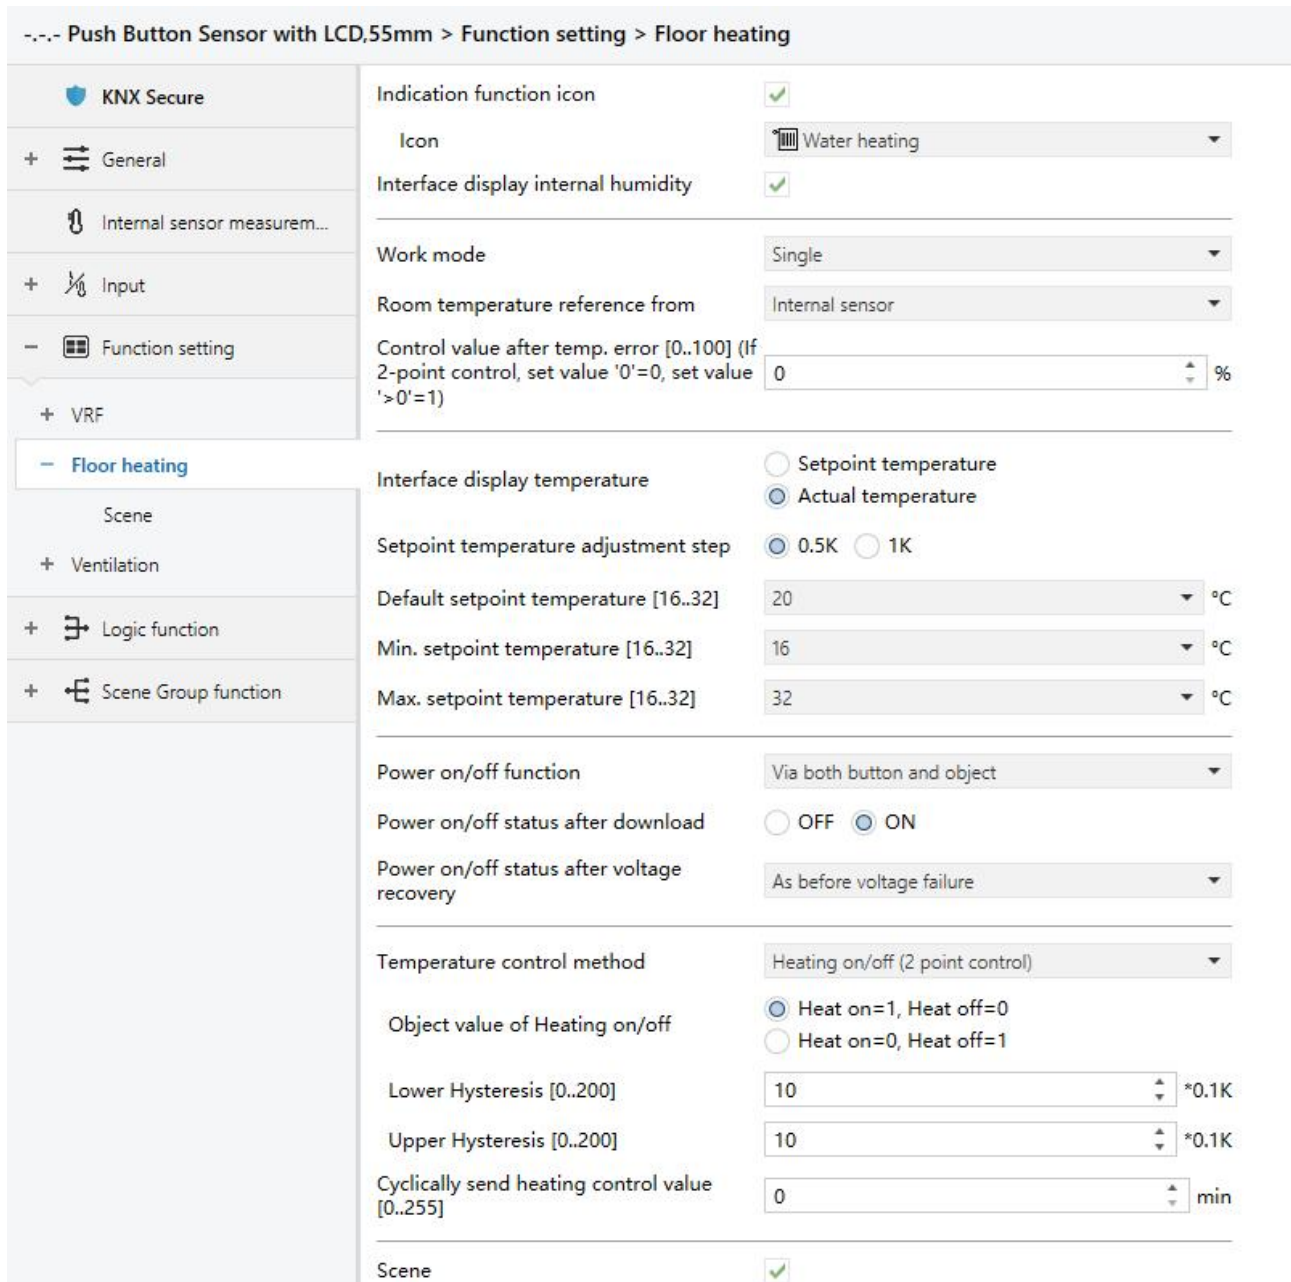 -.-.- Push Button Sensor with LCD,55mm > Function setting > Floor heating
KNX Secure
+ General
Internal sensor measurem...
+ Input
− Function setting
+ VRF
− Floor heating
Scene
+ Ventilation
+ Logic function
+ Scene Group function
Indication function icon
Icon Water heating
Interface display internal humidity
Work mode Single
Room temperature reference from Internal sensor
Control value after temp. error [0..100] (If
2-point control, set value '0'=0, set value 0 %
'>0'=1)
Interface display temperature
Setpoint temperature
Actual temperature
Setpoint temperature adjustment step 0.5K 1K
Default setpoint temperature [16..32] 20 °C
Min. setpoint temperature [16..32] 16 °C
Max. setpoint temperature [16..32] 32 °C
Power on/off function Via both button and object
Power on/off status after download OFF ON
Power on/off status after voltage
recovery As before voltage failure
Temperature control method Heating on/off (2 point control)
Object value of Heating on/off
Heat on=1, Heat off=0
Heat on=0, Heat off=1
Lower Hysteresis [0..200] 10 *0.1K
Upper Hysteresis [0..200] 10 *0.1K
Cyclically send heating control value
[0..255] 0 min
Scene